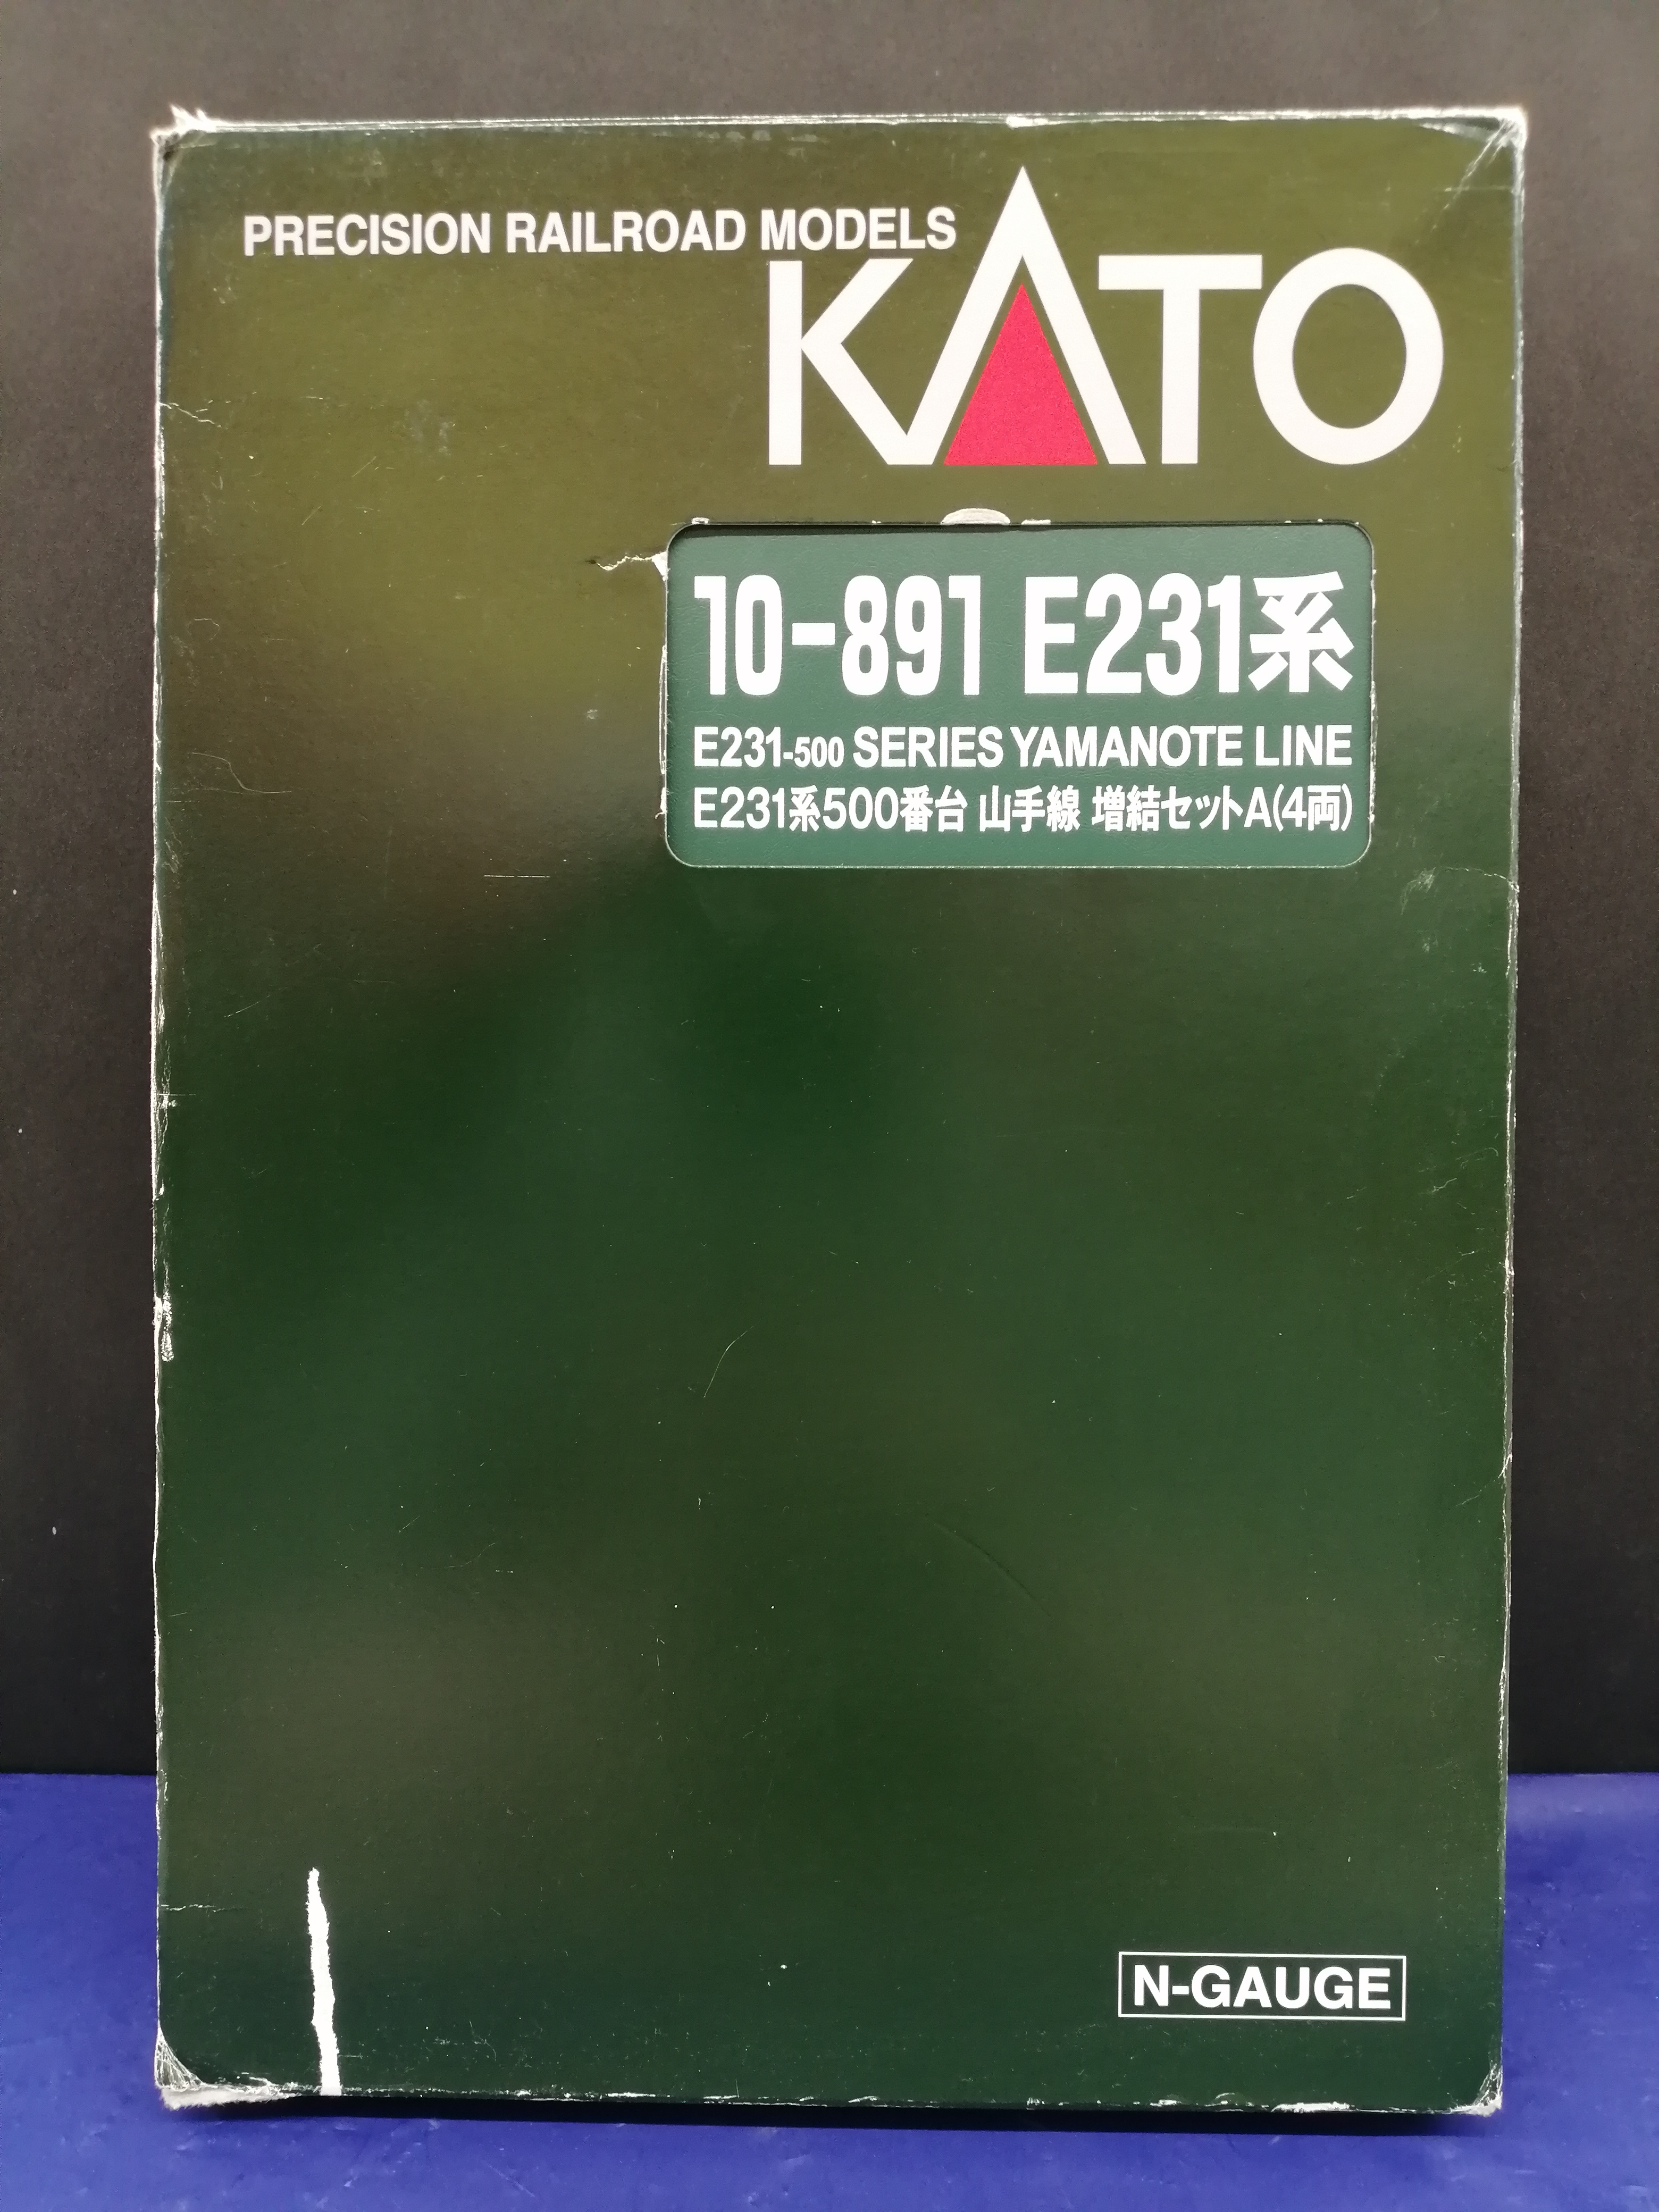 PRECISION RAILROAD MODELS
KATO
10-891 E231系
E231-500 SERIES YAMANOTE LINE
E231系500番台 山手線 増結セットA(4両)
N-GAUGE